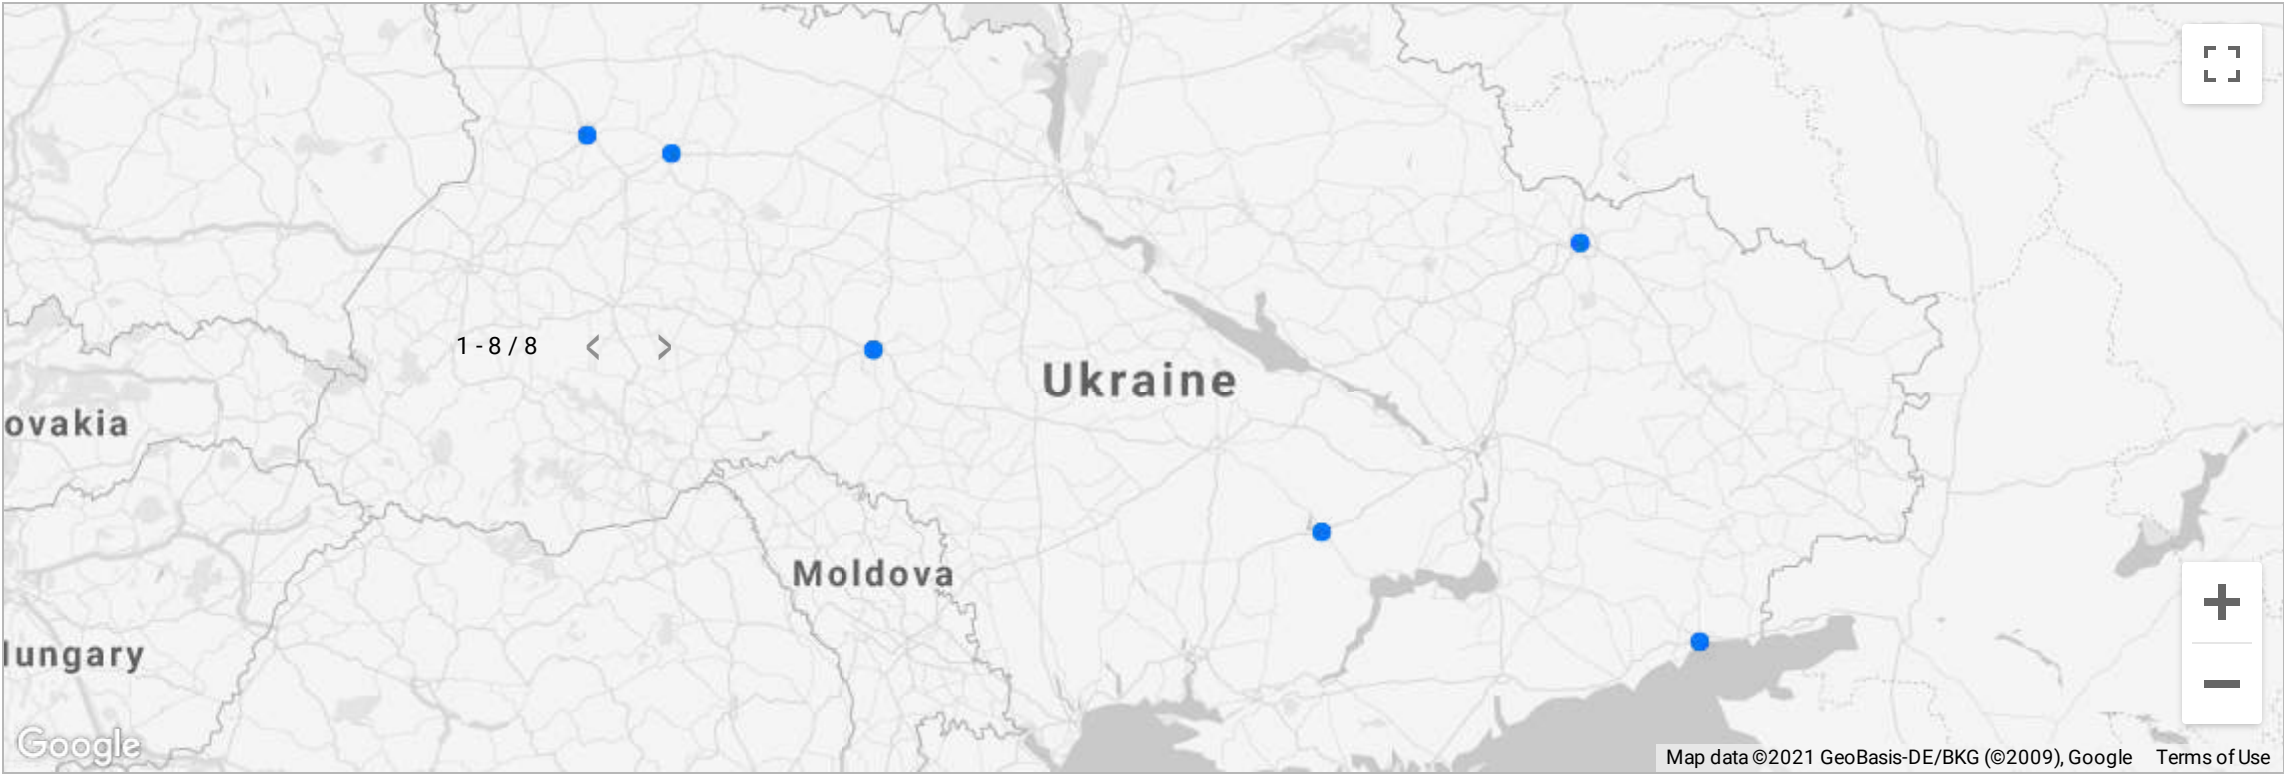 1 - 8 / 8
Ukraine
ovakia
Moldova
lungary
Google
Map data ©2021 GeoBasis-DE/BKG (©2009), Google Terms of Use